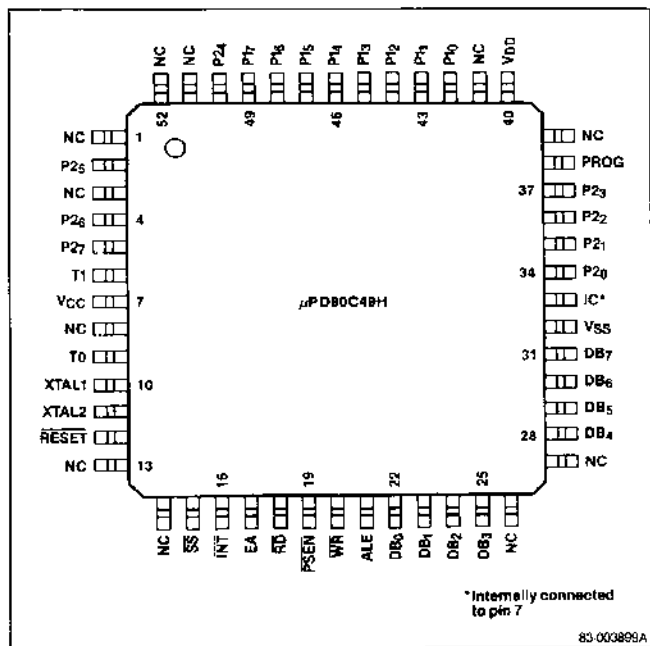 NC NC P24 P17 P16 P15 P14 P13 P12 P11 P10 NC VDD
52 49 46 43 40
NC 1
P25
NC
P26 4
P27
T1
VCC 7
NC
T0
XTAL1 10
XTAL2
RESET
NC 13
µPD80C49H
NC
PROG
37 P23
P22
P21
34 P20
IC*
VSS
31 DB7
DB6
DB5
28 DB4
NC
16 19 22 25
NC SS INT EA RD PSEN WR ALE DB0 DB1 DB2 DB3 NC
*Internally connected
to pin 7
83-003899A